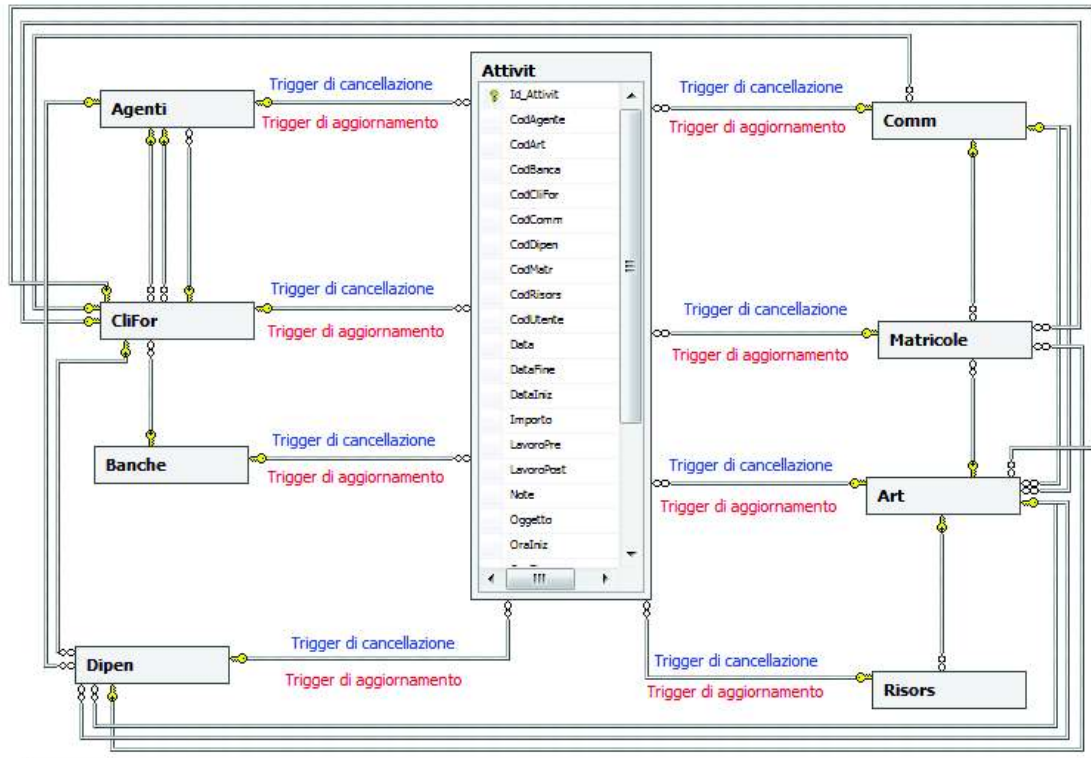 Attivit
Id_Attivit
CodAgente
CodArt
CodBanca
CodCliFor
CodComm
CodDipen
CodMatr
CodRisors
CodUtente
Data
DataFine
DataIniz
Importo
LavoroPre
LavoroPost
Note
Oggetto
OraIniz
Agenti
Trigger di cancellazione
Trigger di aggiornamento
CliFor
Trigger di cancellazione
Trigger di aggiornamento
Banche
Trigger di cancellazione
Trigger di aggiornamento
Dipen
Trigger di cancellazione
Trigger di aggiornamento
Trigger di cancellazione
Trigger di aggiornamento
Comm
Trigger di cancellazione
Trigger di aggiornamento
Matricole
Trigger di cancellazione
Trigger di aggiornamento
Art
Trigger di cancellazione
Trigger di aggiornamento
Risors